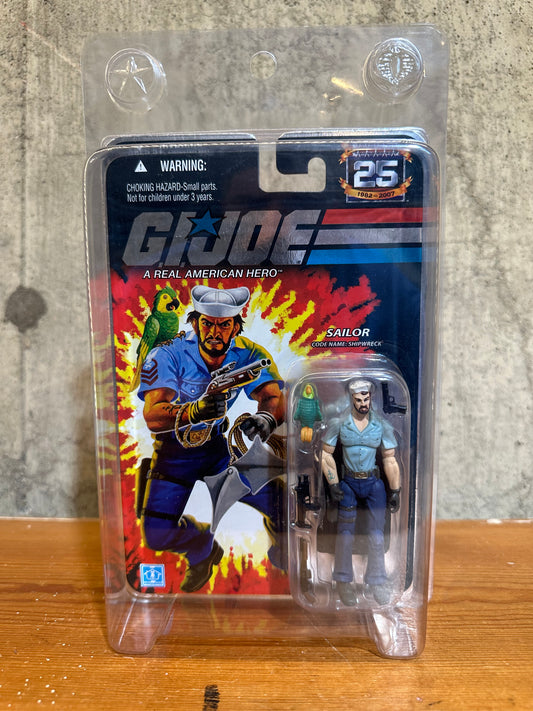 WARNING:
CHOKING HAZARD-Small parts.
Not for children under 3 years.
25
1982-2007
G.I. JOE
A REAL AMERICAN HERO™
SAILOR
CODE NAME: SHIPWRECK